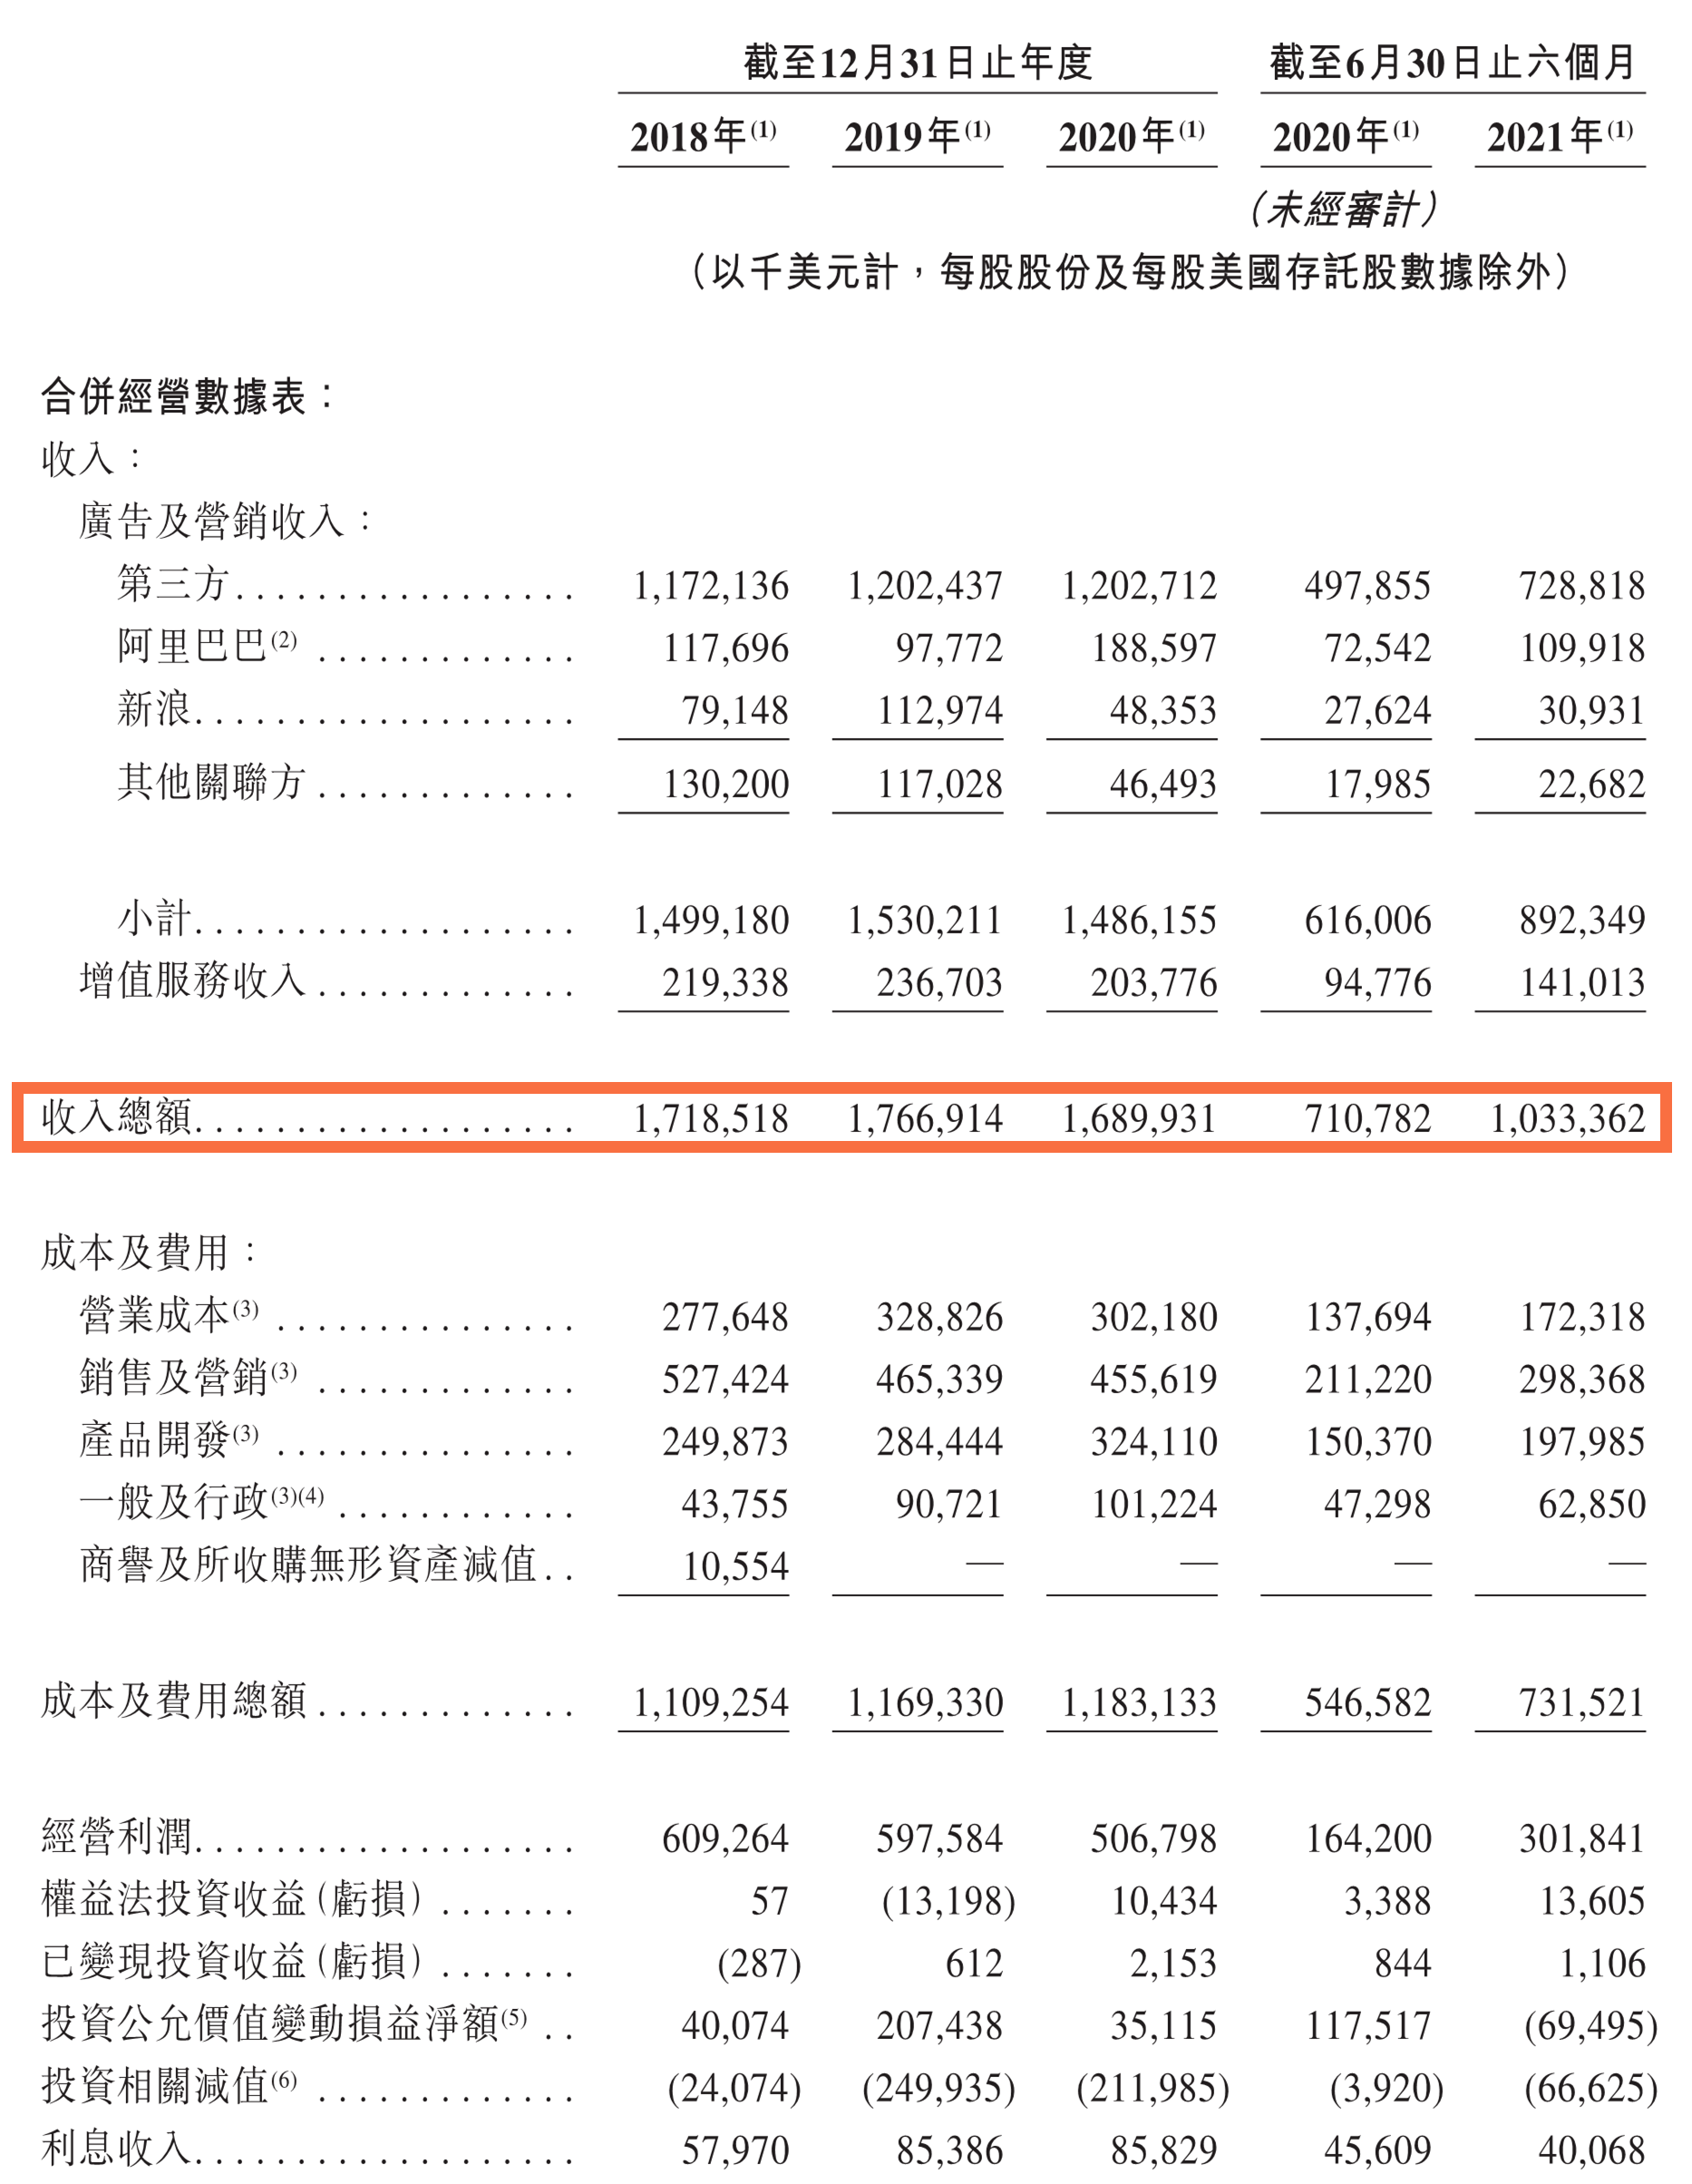 截至12月31日止年度 截至6月30日止六個月
2018年(1) 2019年(1) 2020年(1) 2020年(1) 2021年(1)
(未經審計)
(以千美元計，每股股份及每股美國存託股數據除外)
合併經營數據表：
收入：
廣告及營銷收入：
第三方................. 1,172,136 1,202,437 1,202,712 497,855 728,818
阿里巴巴(2) ............. 117,696 97,772 188,597 72,542 109,918
新浪................... 79,148 112,974 48,353 27,624 30,931
其他關聯方 ............. 130,200 117,028 46,493 17,985 22,682
小計................... 1,499,180 1,530,211 1,486,155 616,006 892,349
增值服務收入 ............. 219,338 236,703 203,776 94,776 141,013
收入總額................... 1,718,518 1,766,914 1,689,931 710,782 1,033,362
成本及費用：
營業成本(3) ............... 277,648 328,826 302,180 137,694 172,318
銷售及營銷(3) ............. 527,424 465,339 455,619 211,220 298,368
產品開發(3) ............... 249,873 284,444 324,110 150,370 197,985
一般及行政(3)(4) ............ 43,755 90,721 101,224 47,298 62,850
商譽及所收購無形資產減值.. 10,554 — — — —
成本及費用總額 ............. 1,109,254 1,169,330 1,183,133 546,582 731,521
經營利潤................... 609,264 597,584 506,798 164,200 301,841
權益法投資收益(虧損) ....... 57 (13,198) 10,434 3,388 13,605
已變現投資收益(虧損) ....... (287) 612 2,153 844 1,106
投資公允價值變動損益淨額(5) .. 40,074 207,438 35,115 117,517 (69,495)
投資相關減值(6) ............. (24,074) (249,935) (211,985) (3,920) (66,625)
利息收入................... 57,970 85,386 85,829 45,609 40,068